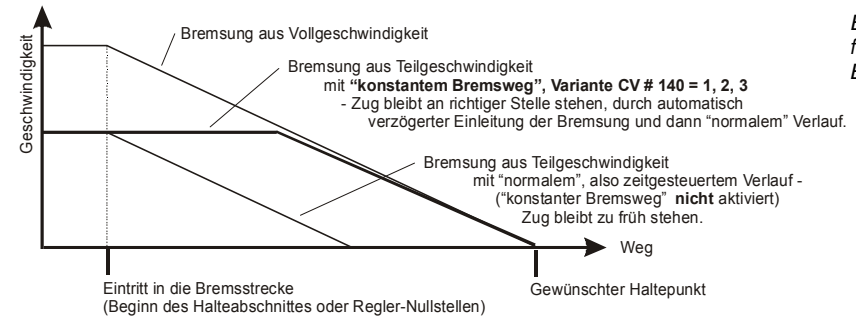 Geschwindigkeit
Bremsung aus Vollgeschwindigkeit
Bremsung aus Teilgeschwindigkeit
mit “konstantem Bremsweg”, Variante CV # 140 = 1, 2, 3
- Zug bleibt an richtiger Stelle stehen, durch automatisch
verzögerter Einleitung der Bremsung und dann “normalem” Verlauf.
Bremsung aus Teilgeschwindigkeit
mit “normalem”, also zeitgesteuertem Verlauf -
(“konstanter Bremsweg” nicht aktiviert)
Zug bleibt zu früh stehen.
Weg
Eintritt in die Bremsstrecke
(Beginn des Halteabschnittes oder Regler-Nullstellen)
Gewünschter Haltepunkt